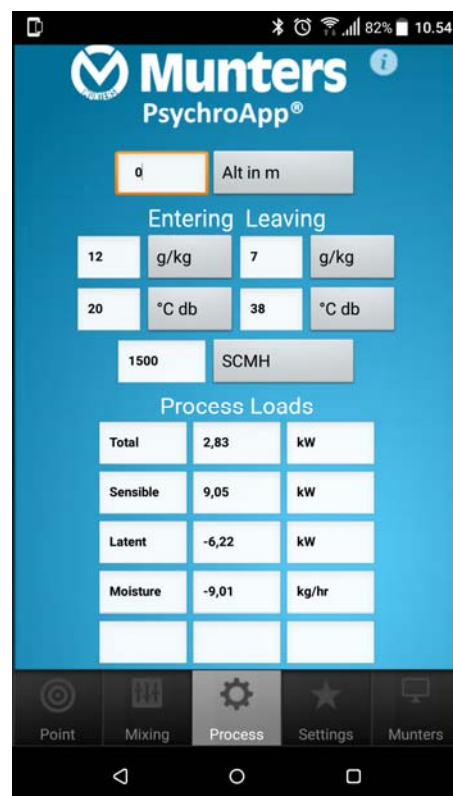 82% 10.54
MUNTERS Munters
PsychroApp®
0 Alt in m
Entering Leaving
12 g/kg 7 g/kg
20 °C db 38 °C db
1500 SCMH
Process Loads
Total 2,83 kW
Sensible 9,05 kW
Latent -6,22 kW
Moisture -9,01 kg/hr
Point Mixing Process Settings Munters